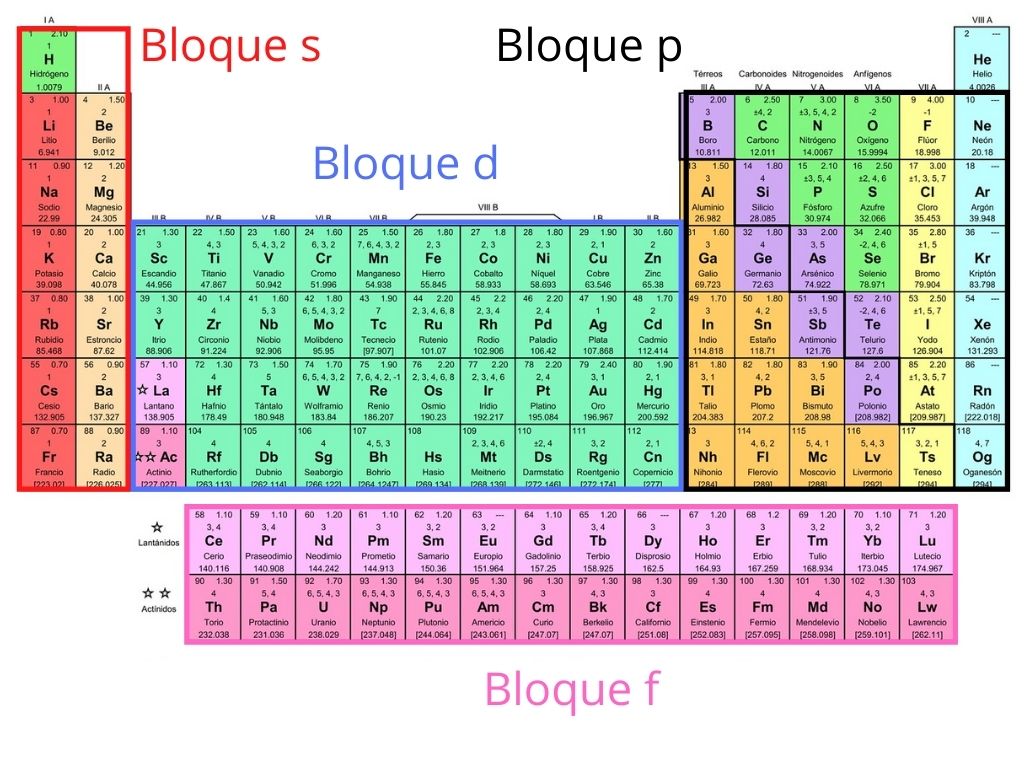 I A VIII A
Bloque s Bloque p
1 2.10 2 ---
1
H He
Hidrógeno Helio
1.0079 4.0026
Térreos Carbonoides Nitrogenoides Anfígenos
II A III A IV A V A VI A VII A
3 1.00 4 1.50 5 2.00 6 2.50 7 3.00 8 3.50 9 4.00 10 ---
1 2 3 ±4, 2 ±3, 5, 4, 2 -2 -1
Li Be B C N O F Ne
Litio Berilio Boro Carbono Nitrógeno Oxígeno Flúor Neón
6.941 9.012 10.811 12.011 14.0067 15.9994 18.998 20.18
Bloque d
11 0.90 12 1.20 13 1.50 14 1.80 15 2.10 16 2.50 17 3.00 18 ---
1 2 3 4 ±3, 5, 4 ±2, 4, 6 ±1, 3, 5, 7
Na Mg Al Si P S Cl Ar
Sodio Magnesio Aluminio Silicio Fósforo Azufre Cloro Argón
22.99 24.305 26.982 28.085 30.974 32.066 35.453 39.948
III B IV B V B VI B VII B VIII B I B II B
19 0.80 20 1.00 21 1.30 22 1.50 23 1.60 24 1.60 25 1.50 26 1.80 27 1.8 28 1.80 29 1.90 30 1.60 31 1.60 32 1.80 33 2.00 34 2.40 35 2.80 36 ---
1 2 3 4, 3 5, 4, 3, 2 6, 3, 2 7, 6, 4, 3, 2 2, 3 2, 3 2, 3 2, 1 2 3 4 3, 5 -2, 4, 6 ±1, 5
K Ca Sc Ti V Cr Mn Fe Co Ni Cu Zn Ga Ge As Se Br Kr
Potasio Calcio Escandio Titanio Vanadio Cromo Manganeso Hierro Cobalto Níquel Cobre Zinc Galio Germanio Arsénico Selenio Bromo Kriptón
39.098 40.078 44.956 47.867 50.942 51.996 54.938 55.845 58.933 58.693 63.546 65.38 69.723 72.63 74.922 78.971 79.904 83.798
37 0.80 38 1.00 39 1.30 40 1.4 41 1.60 42 1.80 43 1.90 44 2.20 45 2.2 46 2.20 47 1.90 48 1.70 49 1.70 50 1.80 51 1.90 52 2.10 53 2.50 54 ---
1 2 3 4 5, 3 6, 5, 4, 3, 2 7 2, 3, 4, 6, 8 2, 3, 4 2, 4 1 2 3 4, 2 ±3, 5 -2, 4, 6 ±1, 5, 7
Rb Sr Y Zr Nb Mo Tc Ru Rh Pd Ag Cd In Sn Sb Te I Xe
Rubidio Estroncio Itrio Circonio Niobio Molibdeno Tecnecio Rutenio Rodio Paladio Plata Cadmio Indio Estaño Antimonio Telurio Yodo Xenón
85.468 87.62 88.906 91.224 92.906 95.95 [97.907] 101.07 102.906 106.42 107.868 112.414 114.818 118.71 121.76 127.6 126.904 131.293
55 0.70 56 0.90 57 1.10 72 1.30 73 1.50 74 1.70 75 1.90 76 2.20 77 2.20 78 2.20 79 2.40 80 1.90 81 1.80 82 1.80 83 1.90 84 2.00 85 2.20 86 ---
1 2 3 4 5 6, 5, 4, 3, 2 7, 6, 4, 2, -1 2, 3, 4, 6, 8 2, 3, 4, 6 2, 4 3, 1 2, 1 3, 1 4, 2 3, 5 2, 4 ±1, 3, 5, 7
Cs Ba ☆ La Hf Ta W Re Os Ir Pt Au Hg Tl Pb Bi Po At Rn
Cesio Bario Lantano Hafnio Tántalo Wolframio Renio Osmio Iridio Platino Oro Mercurio Talio Plomo Bismuto Polonio Astato Radón
132.905 137.327 138.905 178.49 180.948 183.84 186.207 190.23 192.217 195.084 196.967 200.592 204.383 207.2 208.98 [208.982] [209.987] [222.018]
87 0.70 88 0.90 89 1.10 104 105 106 107 108 109 110 111 112 113 114 115 116 117 118
1 2 3 4 5 6 4, 5, 3 2, 3, 4, 6 ±2, 4 3, 2, 1 2, 1 3 4, 6, 2 5, 4, 1 4, 3, 2 3, 2, 1 4, 7
Fr Ra ☆☆ Ac Rf Db Sg Bh Hs Mt Ds Rg Cn Nh Fl Mc Lv Ts Og
Francio Radio Actinio Rutherfordio Dubnio Seaborgio Bohrio Hasio Meitnerio Darmstatio Roentgenio Copernicio Nihonio Flerovio Moscovio Livermorio Teneso Oganesón
[223.02] [226.025] [227.027] [263.113] [262.114] [266.122] [264.1247] [269.134] [268.139] [272.146] [272.174] [277] [284] [289] [288] [292] [294] [294]
58 1.10 59 1.10 60 1.20 61 1.10 62 1.20 63 --- 64 1.10 65 1.20 66 --- 67 1.20 68 1.2 69 1.20 70 1.10 71 1.20
3, 4 3, 4 3 3 3, 2 3, 2 3 3, 4 3 3 3 3, 2 3, 2 3
☆ Ce Pr Nd Pm Sm Eu Gd Tb Dy Ho Er Tm Yb Lu
Lantánidos Cerio Praseodimio Neodimio Prometio Samario Europio Gadolinio Terbio Disprosio Holmio Erbio Tulio Iterbio Lutecio
140.116 140.908 144.242 144.913 150.36 151.964 157.25 158.925 162.5 164.93 167.259 168.934 173.045 174.967
90 1.30 91 1.50 92 1.70 93 1.30 94 1.30 95 1.30 96 1.30 97 1.30 98 1.30 99 1.30 100 1.30 101 1.30 102 1.30 103
4 5, 4 6, 5, 4, 3 6, 5, 4, 3 6, 5, 4, 3 6, 5, 4, 3 3 4, 3 3 4 4 4, 3 4, 3
☆ ☆ Th Pa U Np Pu Am Cm Bk Cf Es Fm Md No Lw
Actínidos Torio Protactinio Uranio Neptunio Plutonio Americio Curio Berkelio Californio Einstenio Fermio Mendelevio Nobelio Lawrencio
232.038 231.036 238.029 [237.048] [244.064] [243.061] [247.07] [247.07] [251.08] [252.083] [257.095] [258.098] [259.101] [262.11]
Bloque f